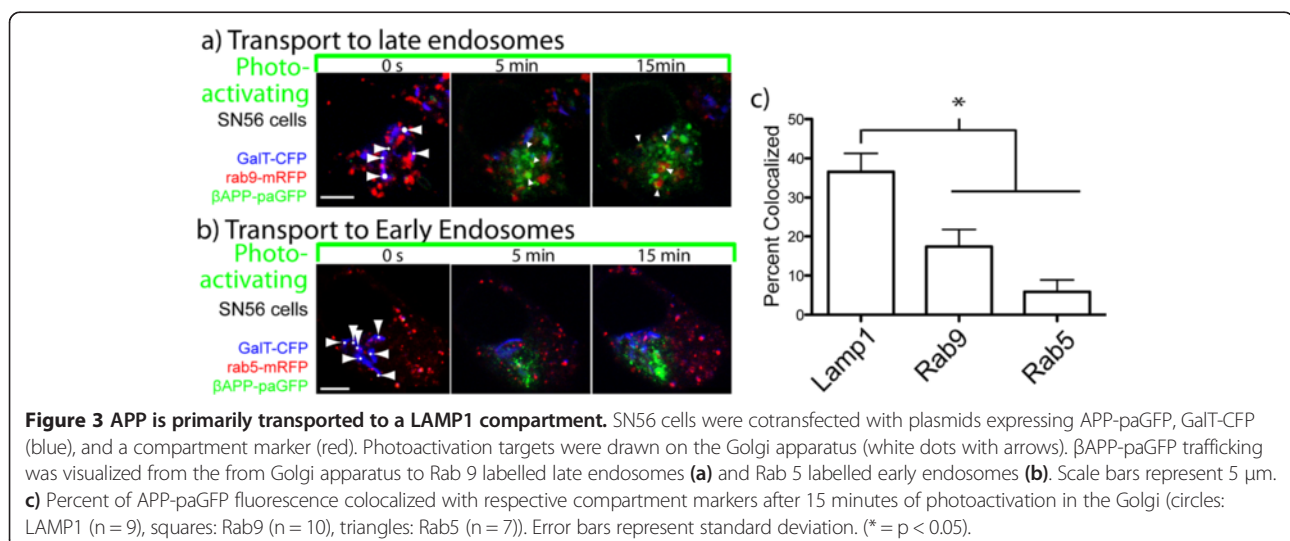 a) Transport to late endosomes
Photo-
activating
0 s
5 min
15min
SN56 cells
GalT-CFP
rab9-mRFP
βAPP-paGFP
b) Transport to Early Endosomes
Photo-
activating
0 s
5 min
15 min
SN56 cells
GalT-CFP
rab5-mRFP
βAPP-paGFP
c)
*
Percent Colocalized
50
40
30
20
10
0
Lamp1
Rab9
Rab5
Figure 3 APP is primarily transported to a LAMP1 compartment. SN56 cells were cotransfected with plasmids expressing APP-paGFP, GalT-CFP
(blue), and a compartment marker (red). Photoactivation targets were drawn on the Golgi apparatus (white dots with arrows). βAPP-paGFP trafficking
was visualized from the from Golgi apparatus to Rab 9 labelled late endosomes (a) and Rab 5 labelled early endosomes (b). Scale bars represent 5 μm.
c) Percent of APP-paGFP fluorescence colocalized with respective compartment markers after 15 minutes of photoactivation in the Golgi (circles:
LAMP1 (n = 9), squares: Rab9 (n = 10), triangles: Rab5 (n = 7)). Error bars represent standard deviation. (* = p < 0.05).